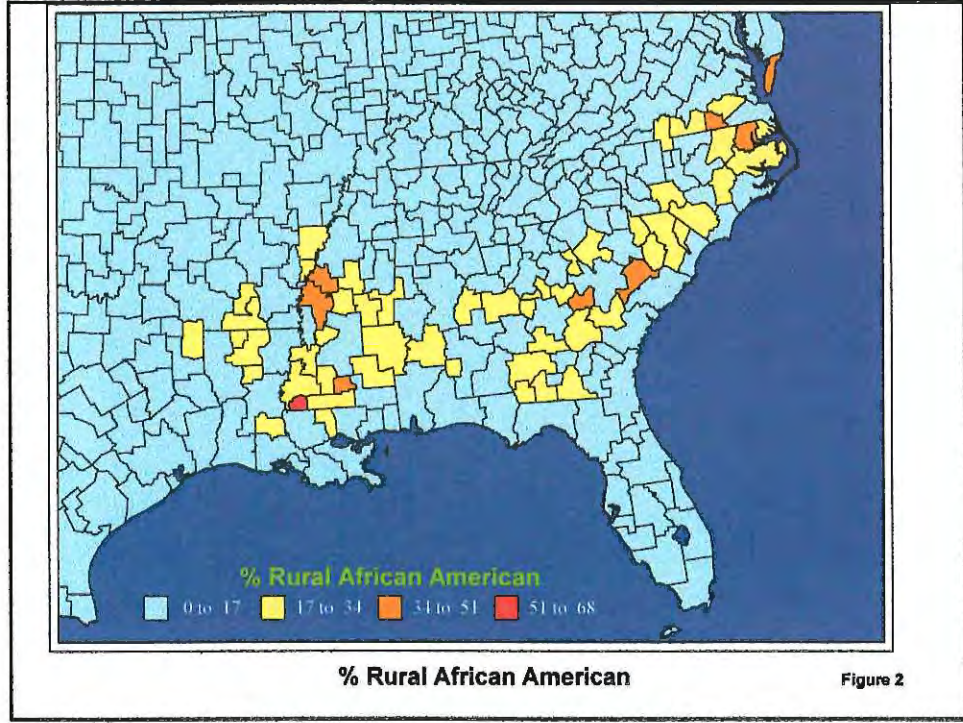 % Rural African American
0 to 17 17 to 34 34 to 51 51 to 68
% Rural African American
Figure 2